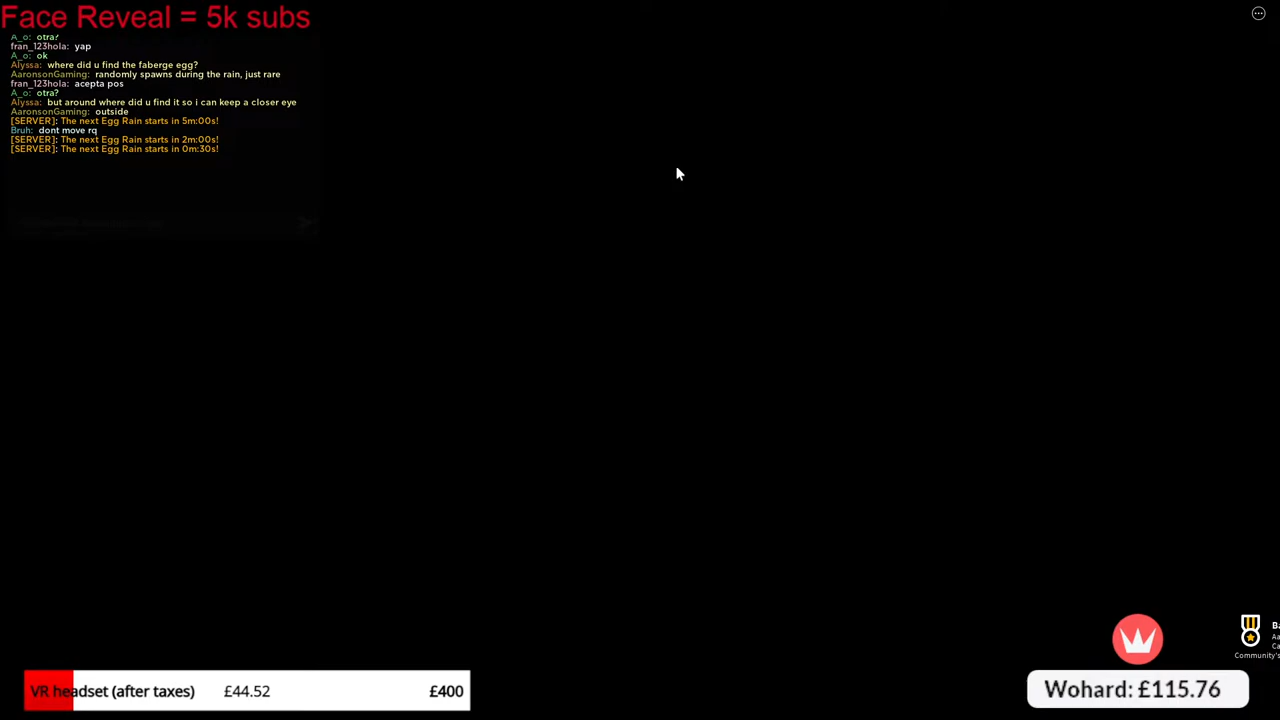 Face Reveal = 5k subs
A_o: otra?
fran_123hola: yap
A_o: ok
Alyssa: where did u find the faberge egg?
AaronsonGaming: randomly spawns during the rain, just rare
fran_123hola: acepta pos
A_o: otra?
Alyssa: but around where did u find it so i can keep a closer eye
AaronsonGaming: outside
[SERVER]: The next Egg Rain starts in 5m:00s!
Bruh: dont move rq
[SERVER]: The next Egg Rain starts in 2m:00s!
[SERVER]: The next Egg Rain starts in 0m:30s!
Ba
Aa
Ca
Community's
VR headset (after taxes) £44.52 £400
Wohard: £115.76